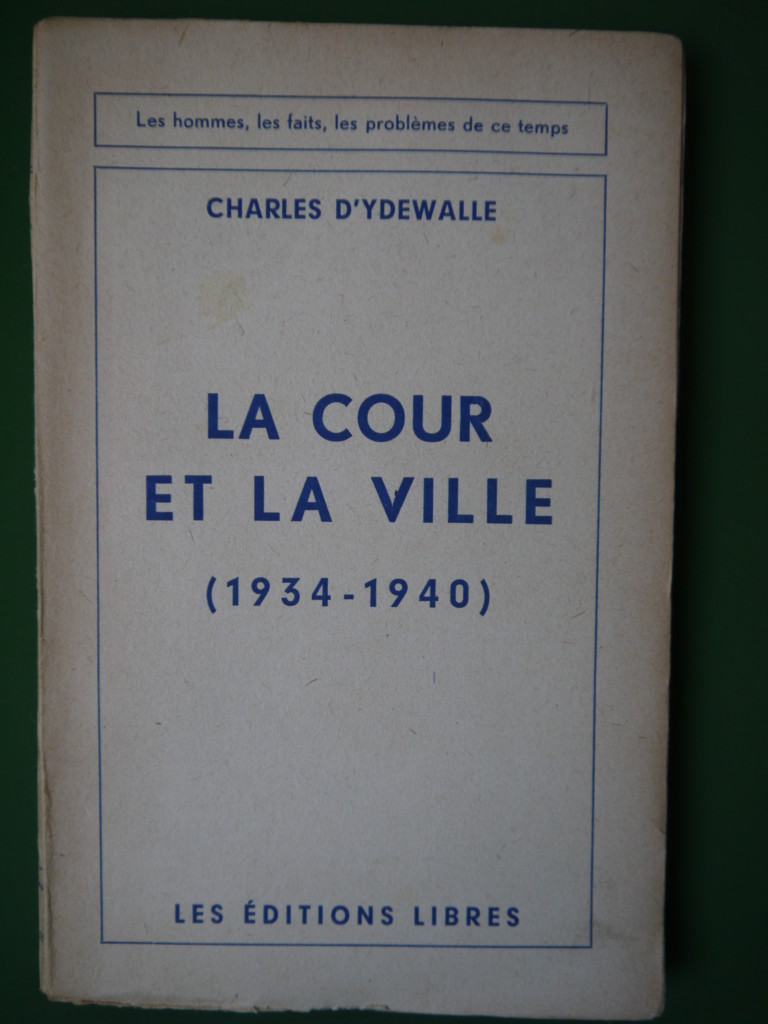 Les hommes, les faits, les problèmes de ce temps
CHARLES D'YDEWALLE
LA COUR
ET LA VILLE
(1934-1940)
LES ÉDITIONS LIBRES